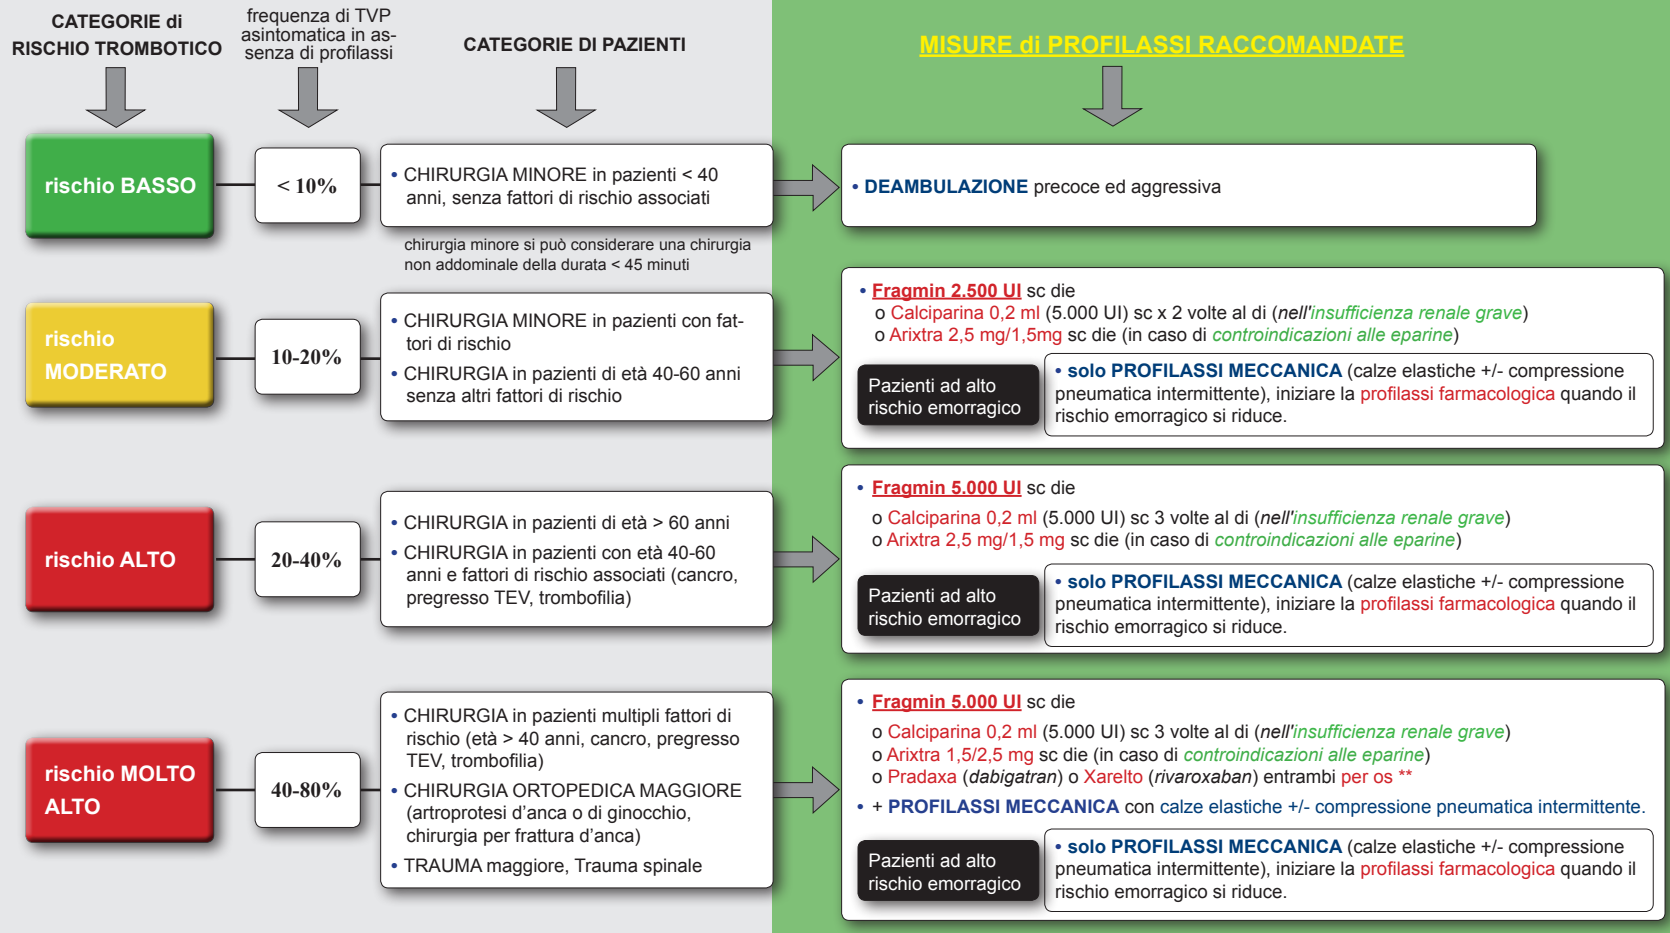 CATEGORIE di
RISCHIO TROMBOTICO
frequenza di TVP
asintomatica in as-
senza di profilassi
CATEGORIE DI PAZIENTI
MISURE di PROFILASSI RACCOMANDATE
rischio BASSO
< 10%
• CHIRURGIA MINORE in pazienti < 40
anni, senza fattori di rischio associati
• DEAMBULAZIONE precoce ed aggressiva
chirurgia minore si può considerare una chirurgia
non addominale della durata < 45 minuti
rischio
MODERATO
10-20%
• CHIRURGIA MINORE in pazienti con fat-
tori di rischio
• CHIRURGIA in pazienti di età 40-60 anni
senza altri fattori di rischio
• Fragmin 2.500 UI sc die
o Calciparina 0,2 ml (5.000 UI) sc x 2 volte al di (nell'insufficienza renale grave)
o Arixtra 2,5 mg/1,5mg sc die (in caso di controindicazioni alle eparine)
Pazienti ad alto
rischio emorragico
• solo PROFILASSI MECCANICA (calze elastiche +/- compressione
pneumatica intermittente), iniziare la profilassi farmacologica quando il
rischio emorragico si riduce.
rischio ALTO
20-40%
• CHIRURGIA in pazienti di età > 60 anni
• CHIRURGIA in pazienti con età 40-60
anni e fattori di rischio associati (cancro,
pregresso TEV, trombofilia)
• Fragmin 5.000 UI sc die
o Calciparina 0,2 ml (5.000 UI) sc 3 volte al di (nell'insufficienza renale grave)
o Arixtra 2,5 mg/1,5 mg sc die (in caso di controindicazioni alle eparine)
Pazienti ad alto
rischio emorragico
• solo PROFILASSI MECCANICA (calze elastiche +/- compressione
pneumatica intermittente), iniziare la profilassi farmacologica quando il
rischio emorragico si riduce.
rischio MOLTO
ALTO
40-80%
• CHIRURGIA in pazienti multipli fattori di
rischio (età > 40 anni, cancro, pregresso
TEV, trombofilia)
• CHIRURGIA ORTOPEDICA MAGGIORE
(artroprotesi d'anca o di ginocchio,
chirurgia per frattura d'anca)
• TRAUMA maggiore, Trauma spinale
• Fragmin 5.000 UI sc die
o Calciparina 0,2 ml (5.000 UI) sc 3 volte al di (nell'insufficienza renale grave)
o Arixtra 1,5/2,5 mg sc die (in caso di controindicazioni alle eparine)
o Pradaxa (dabigatran) o Xarelto (rivaroxaban) entrambi per os **
• + PROFILASSI MECCANICA con calze elastiche +/- compressione pneumatica intermittente.
Pazienti ad alto
rischio emorragico
• solo PROFILASSI MECCANICA (calze elastiche +/- compressione
pneumatica intermittente), iniziare la profilassi farmacologica quando il
rischio emorragico si riduce.